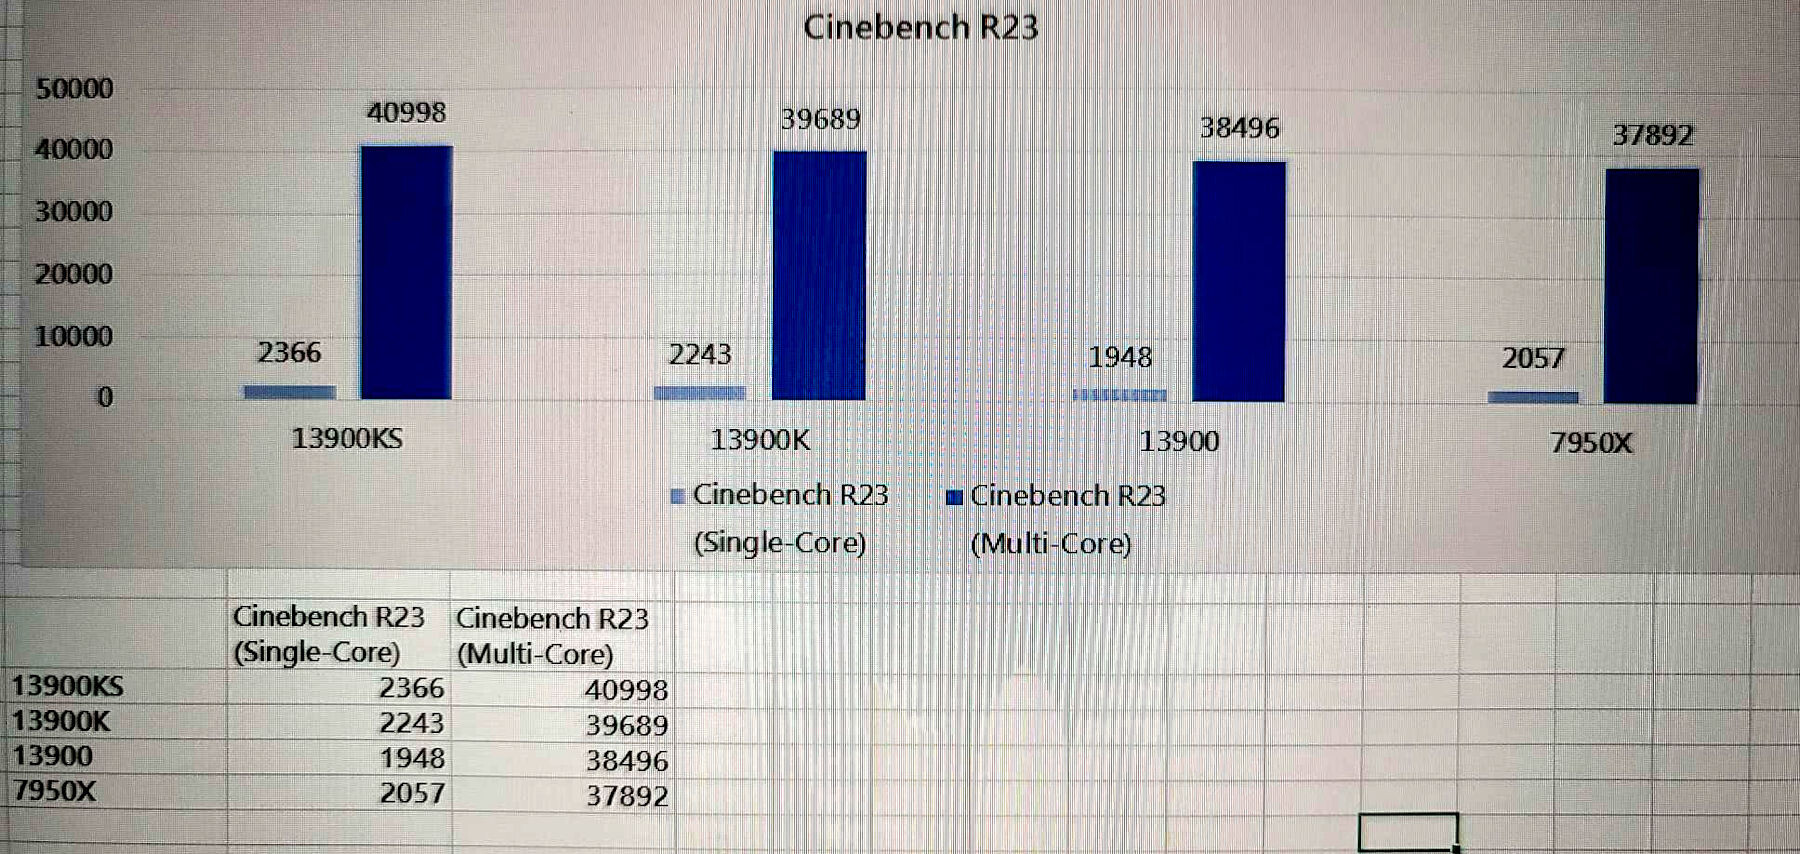 Cinebench R23
50000
40000
30000
20000
10000
0
2366
40998
2243
39689
1948
38496
2057
37892
13900KS
13900K
13900
7950X
Cinebench R23
(Single-Core)
Cinebench R23
(Multi-Core)
Cinebench R23 Cinebench R23
(Single-Core) (Multi-Core)
13900KS 2366 40998
13900K 2243 39689
13900 1948 38496
7950X 2057 37892